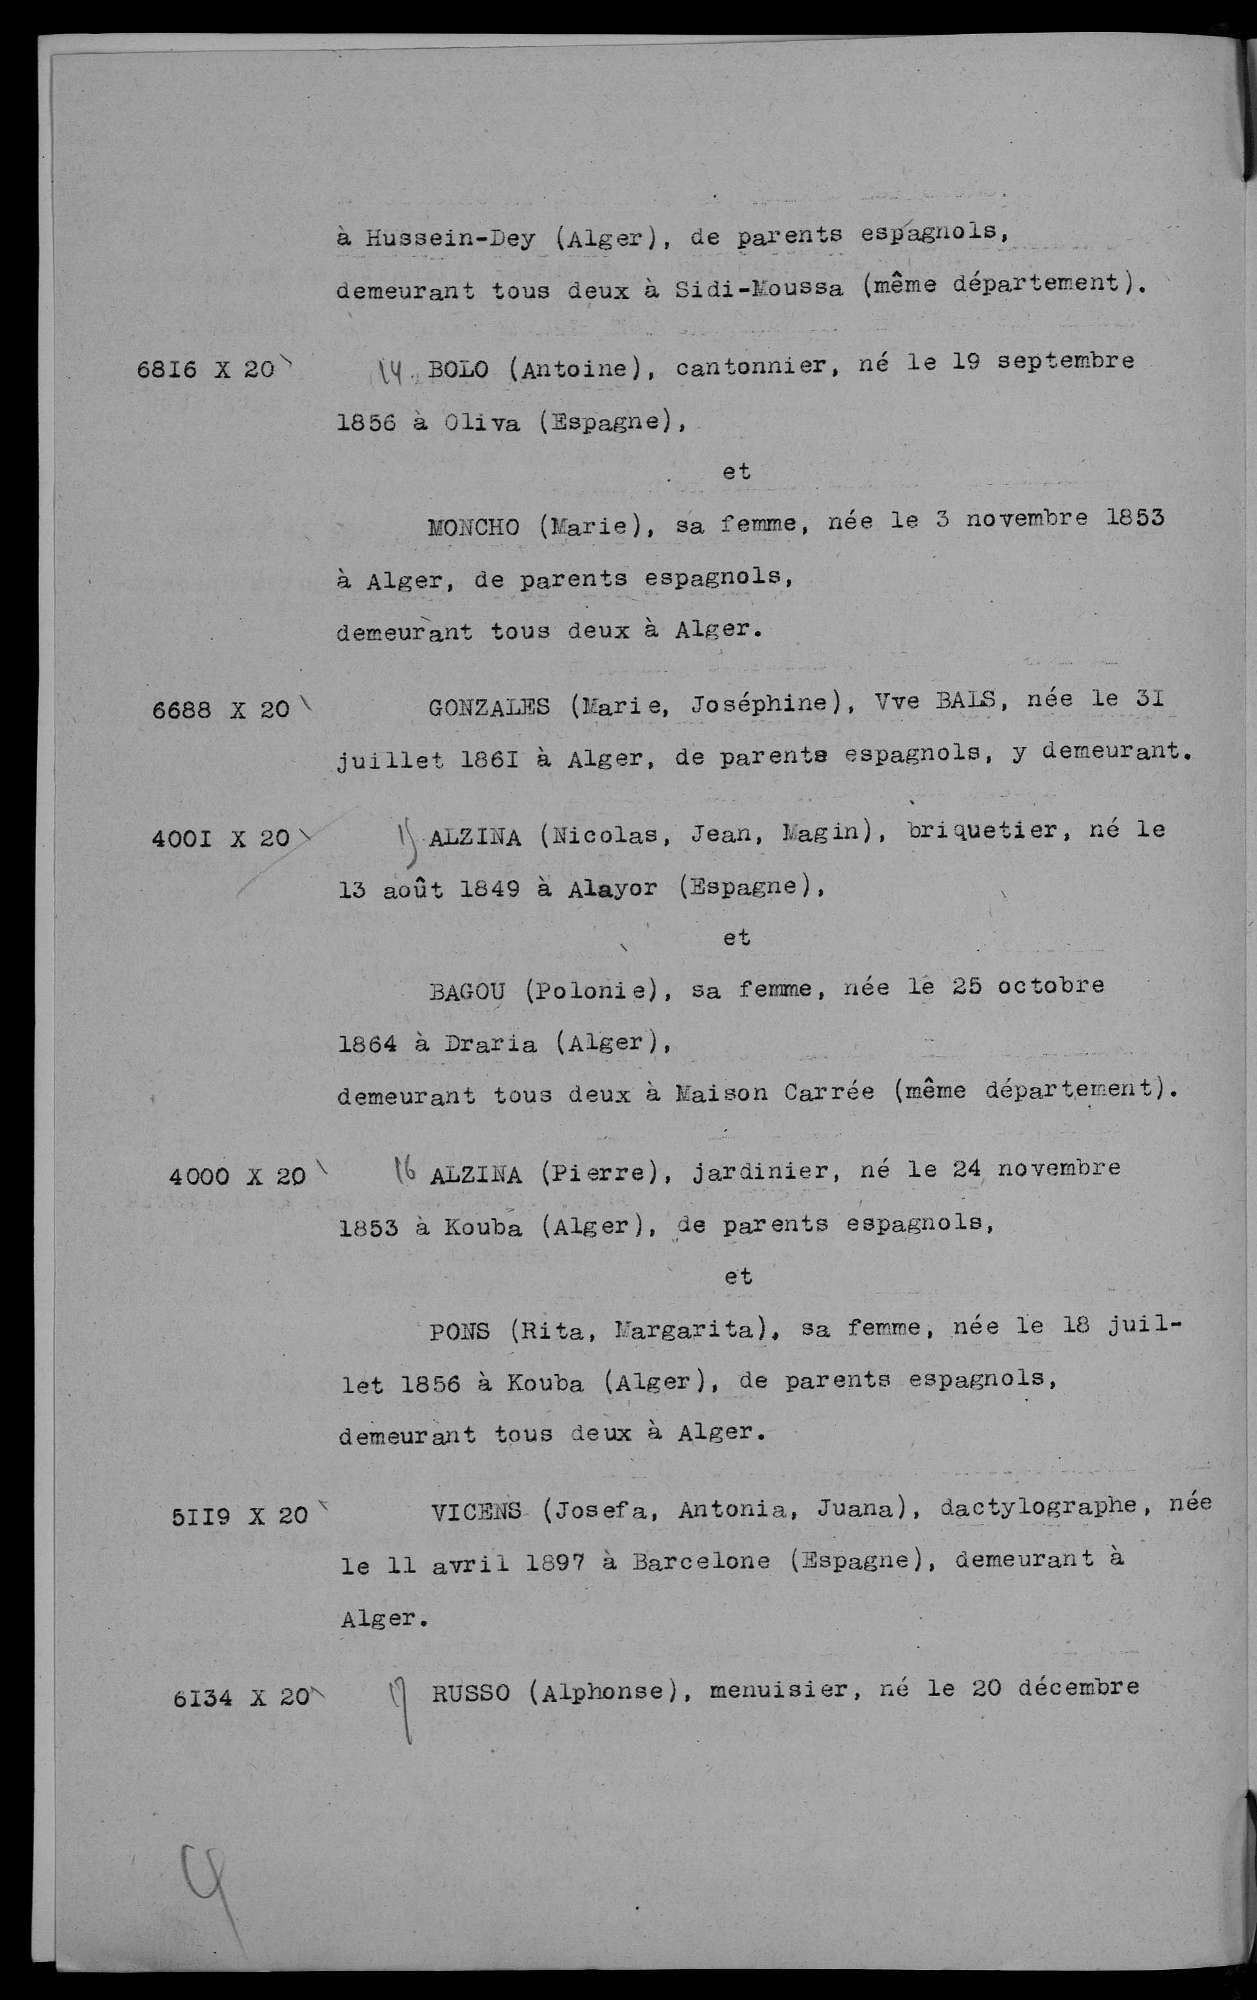 à Hussein-Dey (Alger), de parents espagnols,
demeurant tous deux à Sidi-Moussa (même département).
6816 X 20 \ 14. BOLO (Antoine), cantonnier, né le 19 septembre
1856 à Oliva (Espagne),
et
MONCHO (Marie), sa femme, née le 3 novembre 1853
à Alger, de parents espagnols,
demeurant tous deux à Alger.
6688 X 20 \ GONZALES (Marie, Joséphine), Vve BALS, née le 31
juillet 1861 à Alger, de parents espagnols, y demeurant.
4001 X 20 \ 15 ALZINA (Nicolas, Jean, Magin), briquetier, né le
13 août 1849 à Alayor (Espagne),
et
BAGOU (Polonie), sa femme, née le 25 octobre
1864 à Draria (Alger),
demeurant tous deux à Maison Carrée (même département).
4000 X 20 \ 16 ALZINA (Pierre), jardinier, né le 24 novembre
1853 à Kouba (Alger), de parents espagnols,
et
PONS (Rita, Margarita), sa femme, née le 18 juil-
let 1856 à Kouba (Alger), de parents espagnols,
demeurant tous deux à Alger.
5119 X 20 \ VICENS (Josefa, Antonia, Juana), dactylographe, née
le 11 avril 1897 à Barcelone (Espagne), demeurant à
Alger.
6134 X 20 \ 17 RUSSO (Alphonse), menuisier, né le 20 décembre